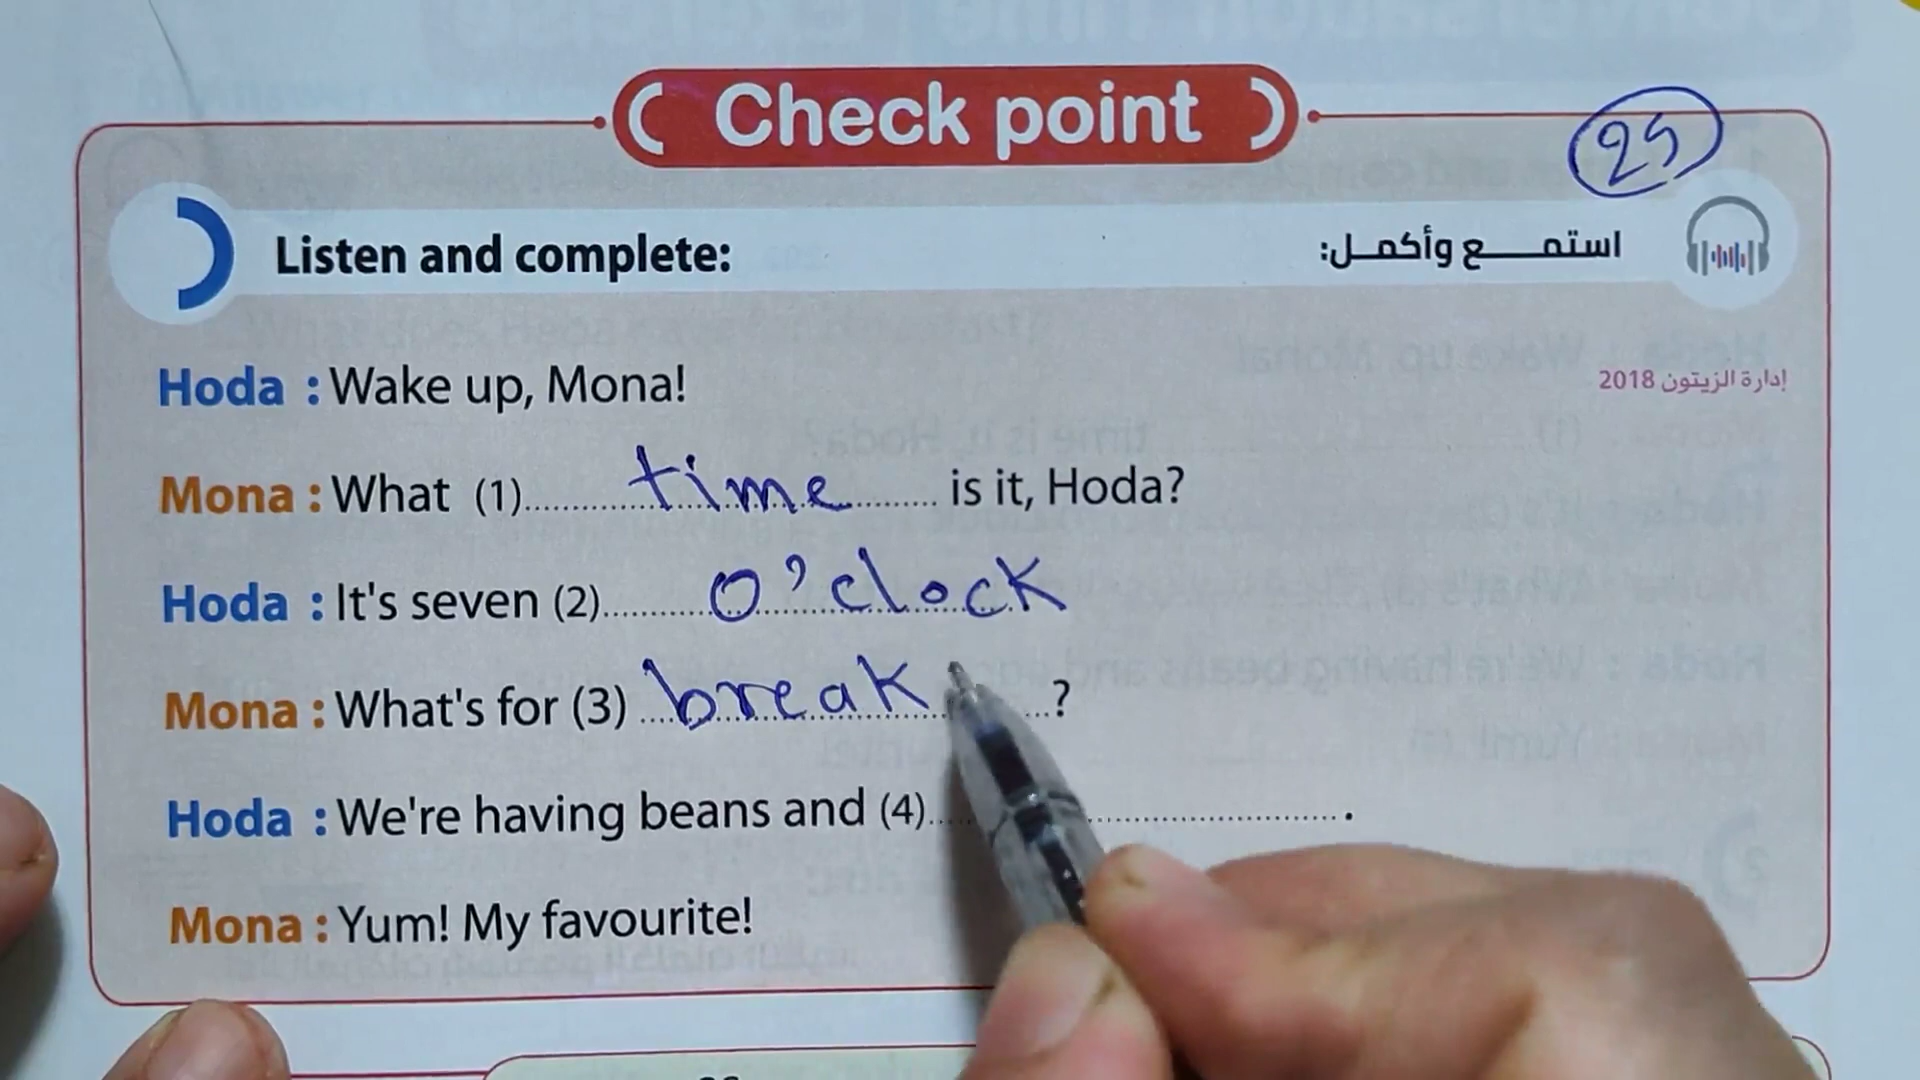 Check point
25
Listen and complete:
استمع وأكمل:
Hoda : Wake up, Mona!
إدارة الزيتون 2018
Mona : What (1) time is it, Hoda?
Hoda : It's seven (2) o'clock
Mona : What's for (3) break ?
Hoda : We're having beans and (4) .
Mona : Yum! My favourite!